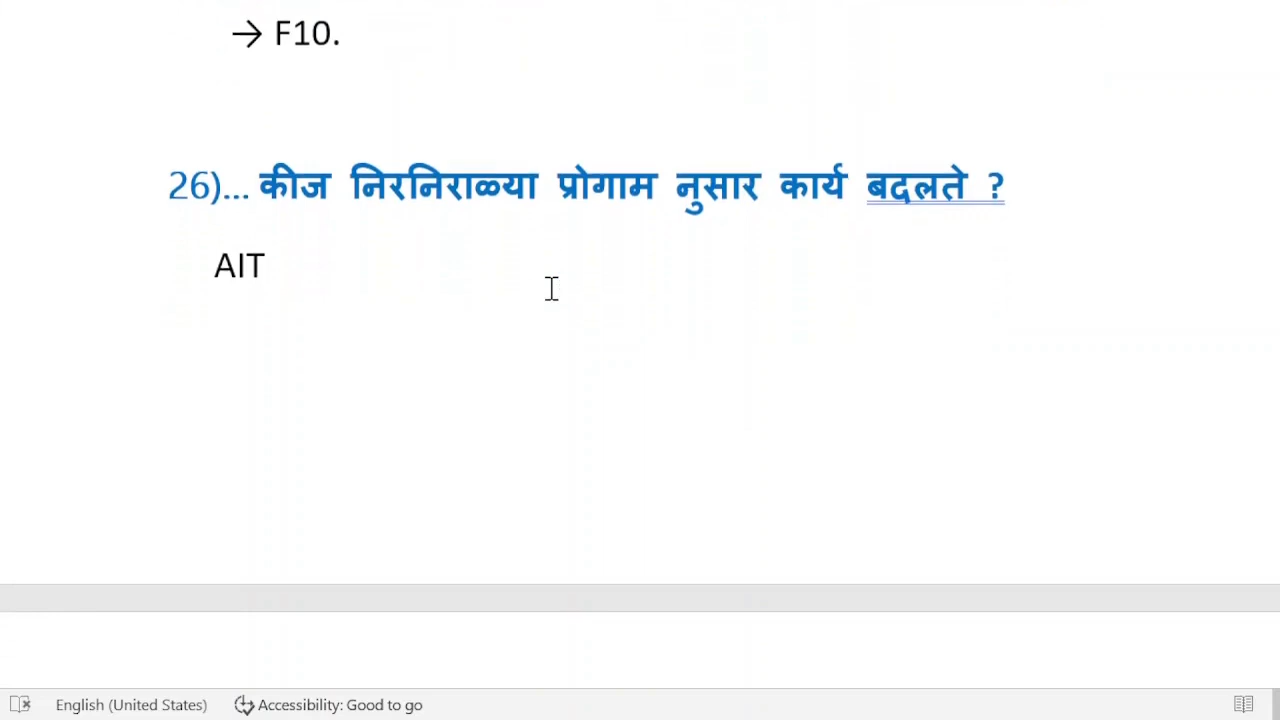 → F10.
26)... कीज निरनिराळ्या प्रोगाम नुसार कार्य बदलते ?
AIT
English (United States) Accessibility: Good to go